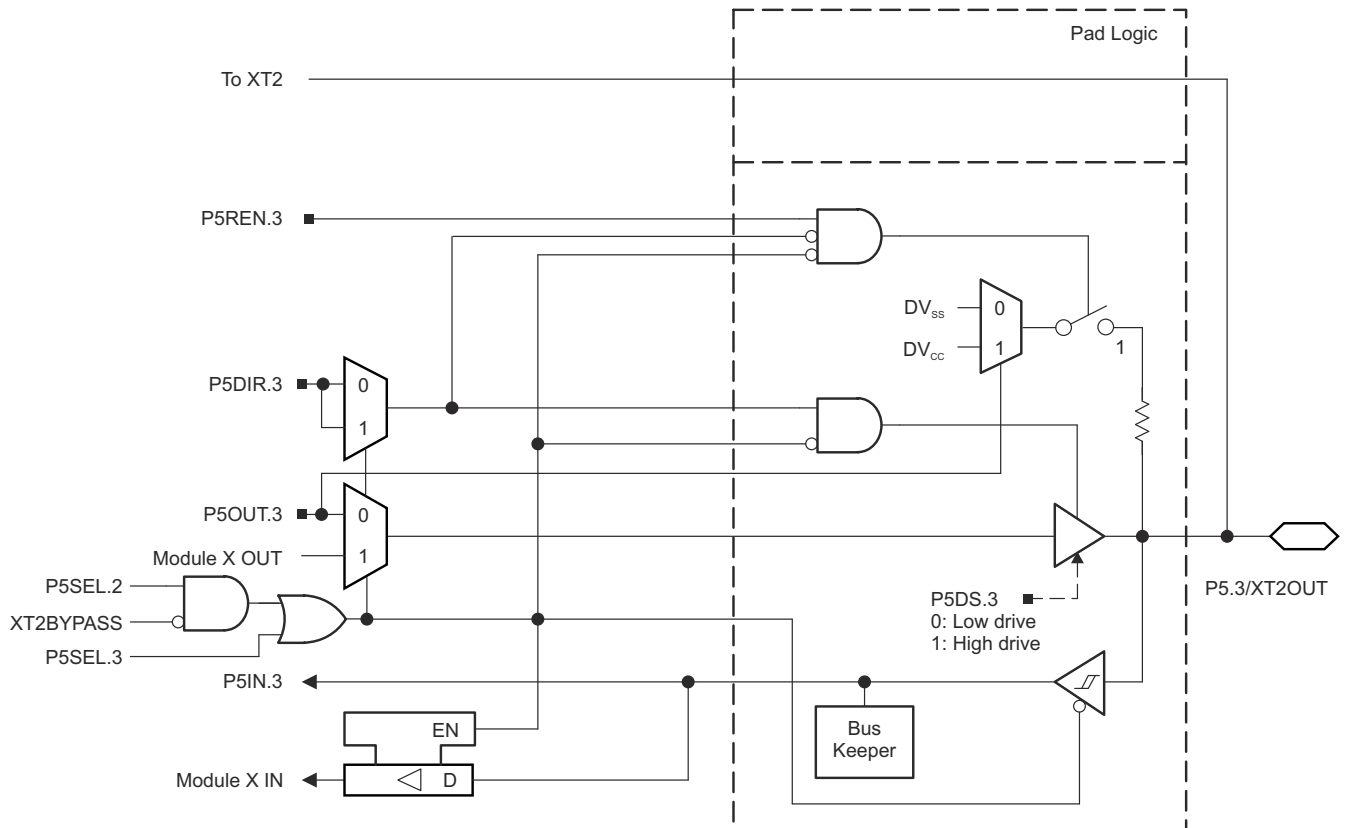 Pad Logic
To XT2
P5REN.3
DVSS
0
DVCC
1
1
P5DIR.3
0
1
P5OUT.3
0
Module X OUT
1
P5SEL.2
XT2BYPASS
P5SEL.3
P5DS.3
0: Low drive
1: High drive
P5.3/XT2OUT
P5IN.3
EN
Bus
Keeper
Module X IN
D